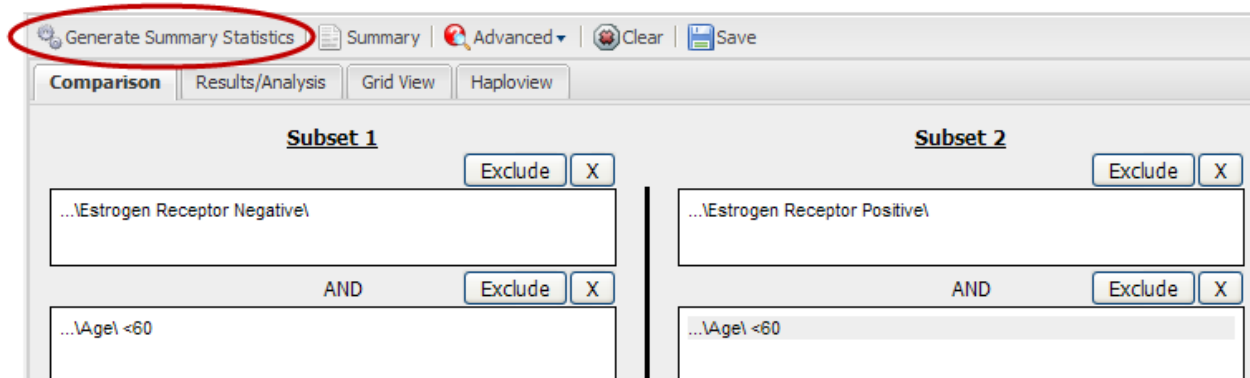 Generate Summary Statistics Summary Advanced Clear Save
Comparison Results/Analysis Grid View Haploview
Subset 1 Subset 2
Exclude X Exclude X
...\Estrogen Receptor Negative\ ...\Estrogen Receptor Positive\
AND Exclude X AND Exclude X
...\Age\ <60 ...\Age\ <60